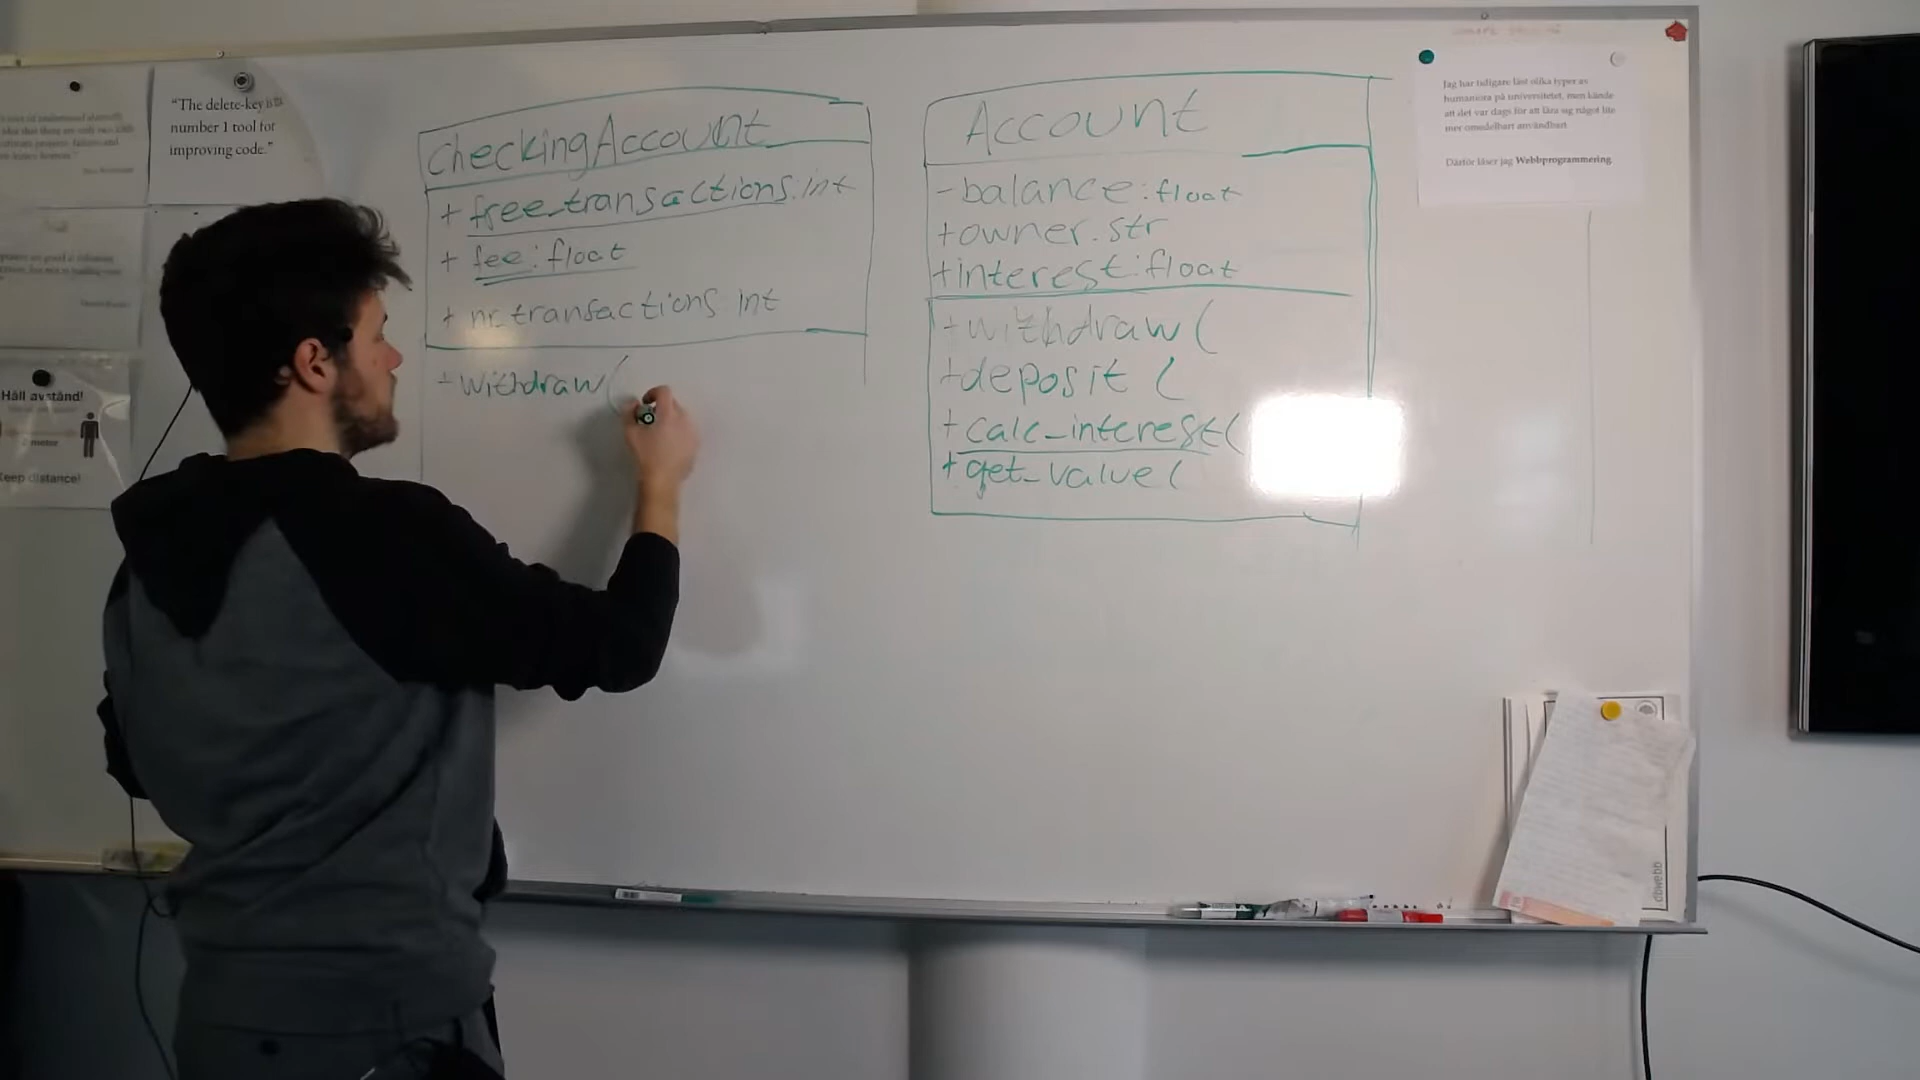 "The delete-key is
number 1 tool for
improving code."
Håll avstånd!
meter
Keep distance!
CheckingAccount
+ free_transactions.int
+ fee: float
+ nr_transactions int
+ withdraw(
Account
- balance: float
+ owner. str
+ interest: float
+ withdraw (
+ deposit (
+ calc_interest(
+ get_value (
Jag har tidigare läst olika typer av
humaniora på universitetet, men kände
att det var dags för att lära sig något lite
mer omedelbart användbart.
Därför läser jag Webbprogrammering.
dbwebb